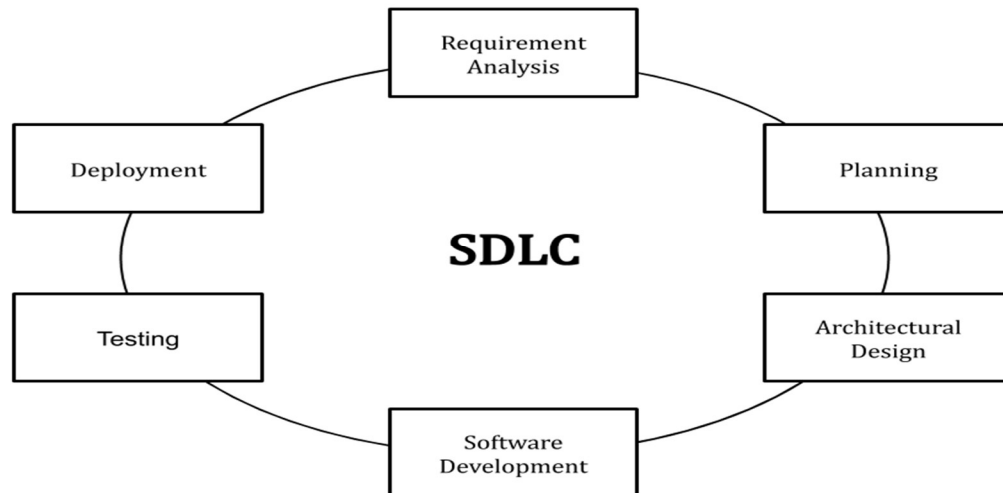 Requirement
Analysis
Deployment
Planning
SDLC
Testing
Architectural
Design
Software
Development